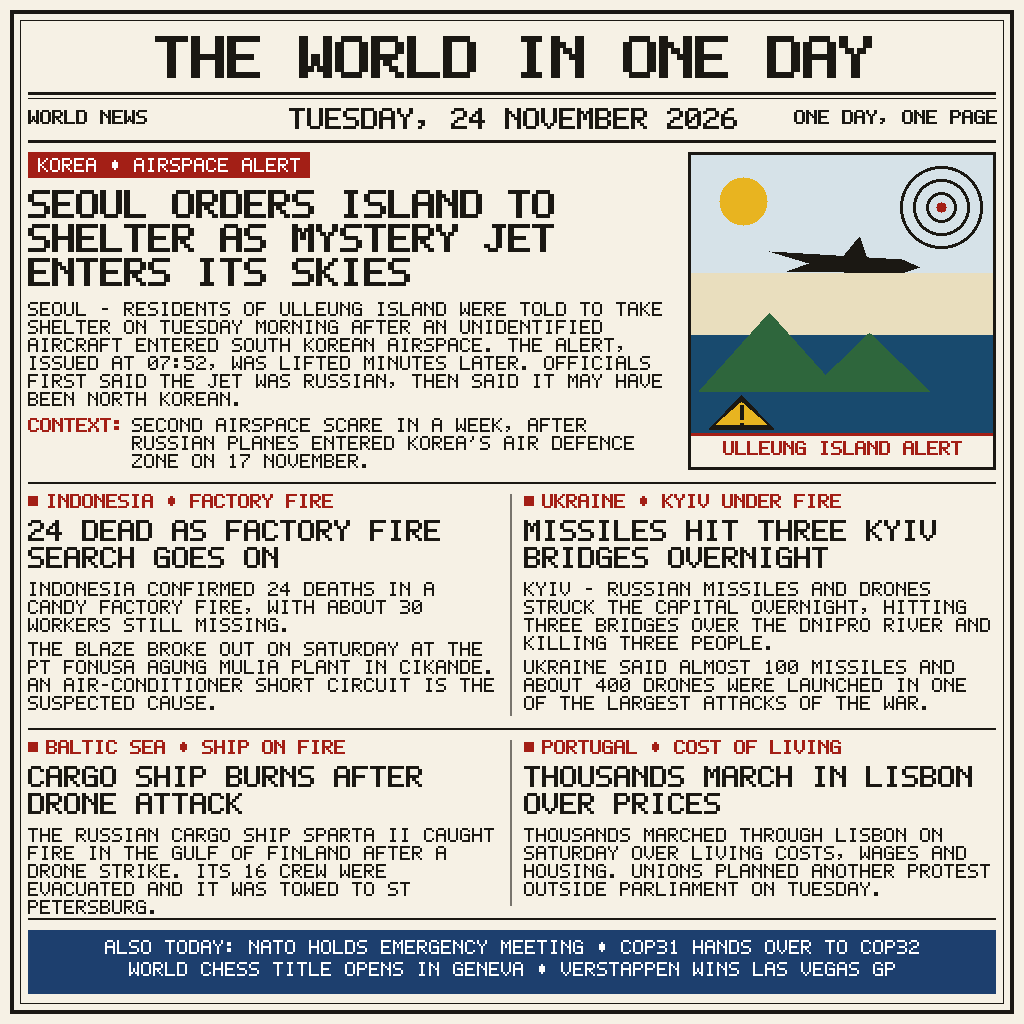 THE WORLD IN ONE DAY
WORLD NEWS
TUESDAY, 24 NOVEMBER 2026
ONE DAY, ONE PAGE
KOREA ♦ AIRSPACE ALERT
SEOUL ORDERS ISLAND TO
SHELTER AS MYSTERY JET
ENTERS ITS SKIES
SEOUL - RESIDENTS OF ULLEUNG ISLAND WERE TOLD TO TAKE
SHELTER ON TUESDAY MORNING AFTER AN UNIDENTIFIED
AIRCRAFT ENTERED SOUTH KOREAN AIRSPACE. THE ALERT,
ISSUED AT 07:52, WAS LIFTED MINUTES LATER. OFFICIALS
FIRST SAID THE JET WAS RUSSIAN, THEN SAID IT MAY HAVE
BEEN NORTH KOREAN.
CONTEXT: SECOND AIRSPACE SCARE IN A WEEK, AFTER
RUSSIAN PLANES ENTERED KOREA'S AIR DEFENCE
ZONE ON 17 NOVEMBER.
!
ULLEUNG ISLAND ALERT
INDONESIA ♦ FACTORY FIRE
24 DEAD AS FACTORY FIRE
SEARCH GOES ON
INDONESIA CONFIRMED 24 DEATHS IN A
CANDY FACTORY FIRE, WITH ABOUT 30
WORKERS STILL MISSING.
THE BLAZE BROKE OUT ON SATURDAY AT THE
PT FONUSA AGUNG MULIA PLANT IN CIKANDE.
AN AIR-CONDITIONER SHORT CIRCUIT IS THE
SUSPECTED CAUSE.
UKRAINE ♦ KYIV UNDER FIRE
MISSILES HIT THREE KYIV
BRIDGES OVERNIGHT
KYIV - RUSSIAN MISSILES AND DRONES
STRUCK THE CAPITAL OVERNIGHT, HITTING
THREE BRIDGES OVER THE DNIPRO RIVER AND
KILLING THREE PEOPLE.
UKRAINE SAID ALMOST 100 MISSILES AND
ABOUT 400 DRONES WERE LAUNCHED IN ONE
OF THE LARGEST ATTACKS OF THE WAR.
BALTIC SEA ♦ SHIP ON FIRE
CARGO SHIP BURNS AFTER
DRONE ATTACK
THE RUSSIAN CARGO SHIP SPARTA II CAUGHT
FIRE IN THE GULF OF FINLAND AFTER A
DRONE STRIKE. ITS 16 CREW WERE
EVACUATED AND IT WAS TOWED TO ST
PETERSBURG.
PORTUGAL ♦ COST OF LIVING
THOUSANDS MARCH IN LISBON
OVER PRICES
THOUSANDS MARCHED THROUGH LISBON ON
SATURDAY OVER LIVING COSTS, WAGES AND
HOUSING. UNIONS PLANNED ANOTHER PROTEST
OUTSIDE PARLIAMENT ON TUESDAY.
ALSO TODAY: NATO HOLDS EMERGENCY MEETING ♦ COP31 HANDS OVER TO COP32
WORLD CHESS TITLE OPENS IN GENEVA ♦ VERSTAPPEN WINS LAS VEGAS GP